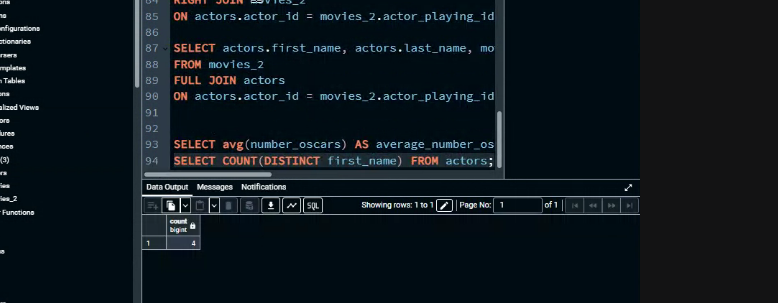 ns
onfigurations
ctionaries
rsers
mplates
n Tables
ons
alized Views
ors
dures
nces
(3)
rs
ies
ies_2
r Functions
84 RIGHT JOIN movies_2
85 ON actors.actor_id = movies_2.actor_playing_id
86
87 SELECT actors.first_name, actors.last_name, mo
88 FROM movies_2
89 FULL JOIN actors
90 ON actors.actor_id = movies_2.actor_playing_id
91
92
93 SELECT avg(number_oscars) AS average_number_os
94 SELECT COUNT(DISTINCT first_name) FROM actors;
Data Output Messages Notifications
SQL Showing rows: 1 to 1 Page No: 1 of 1
count
bigint
1 4